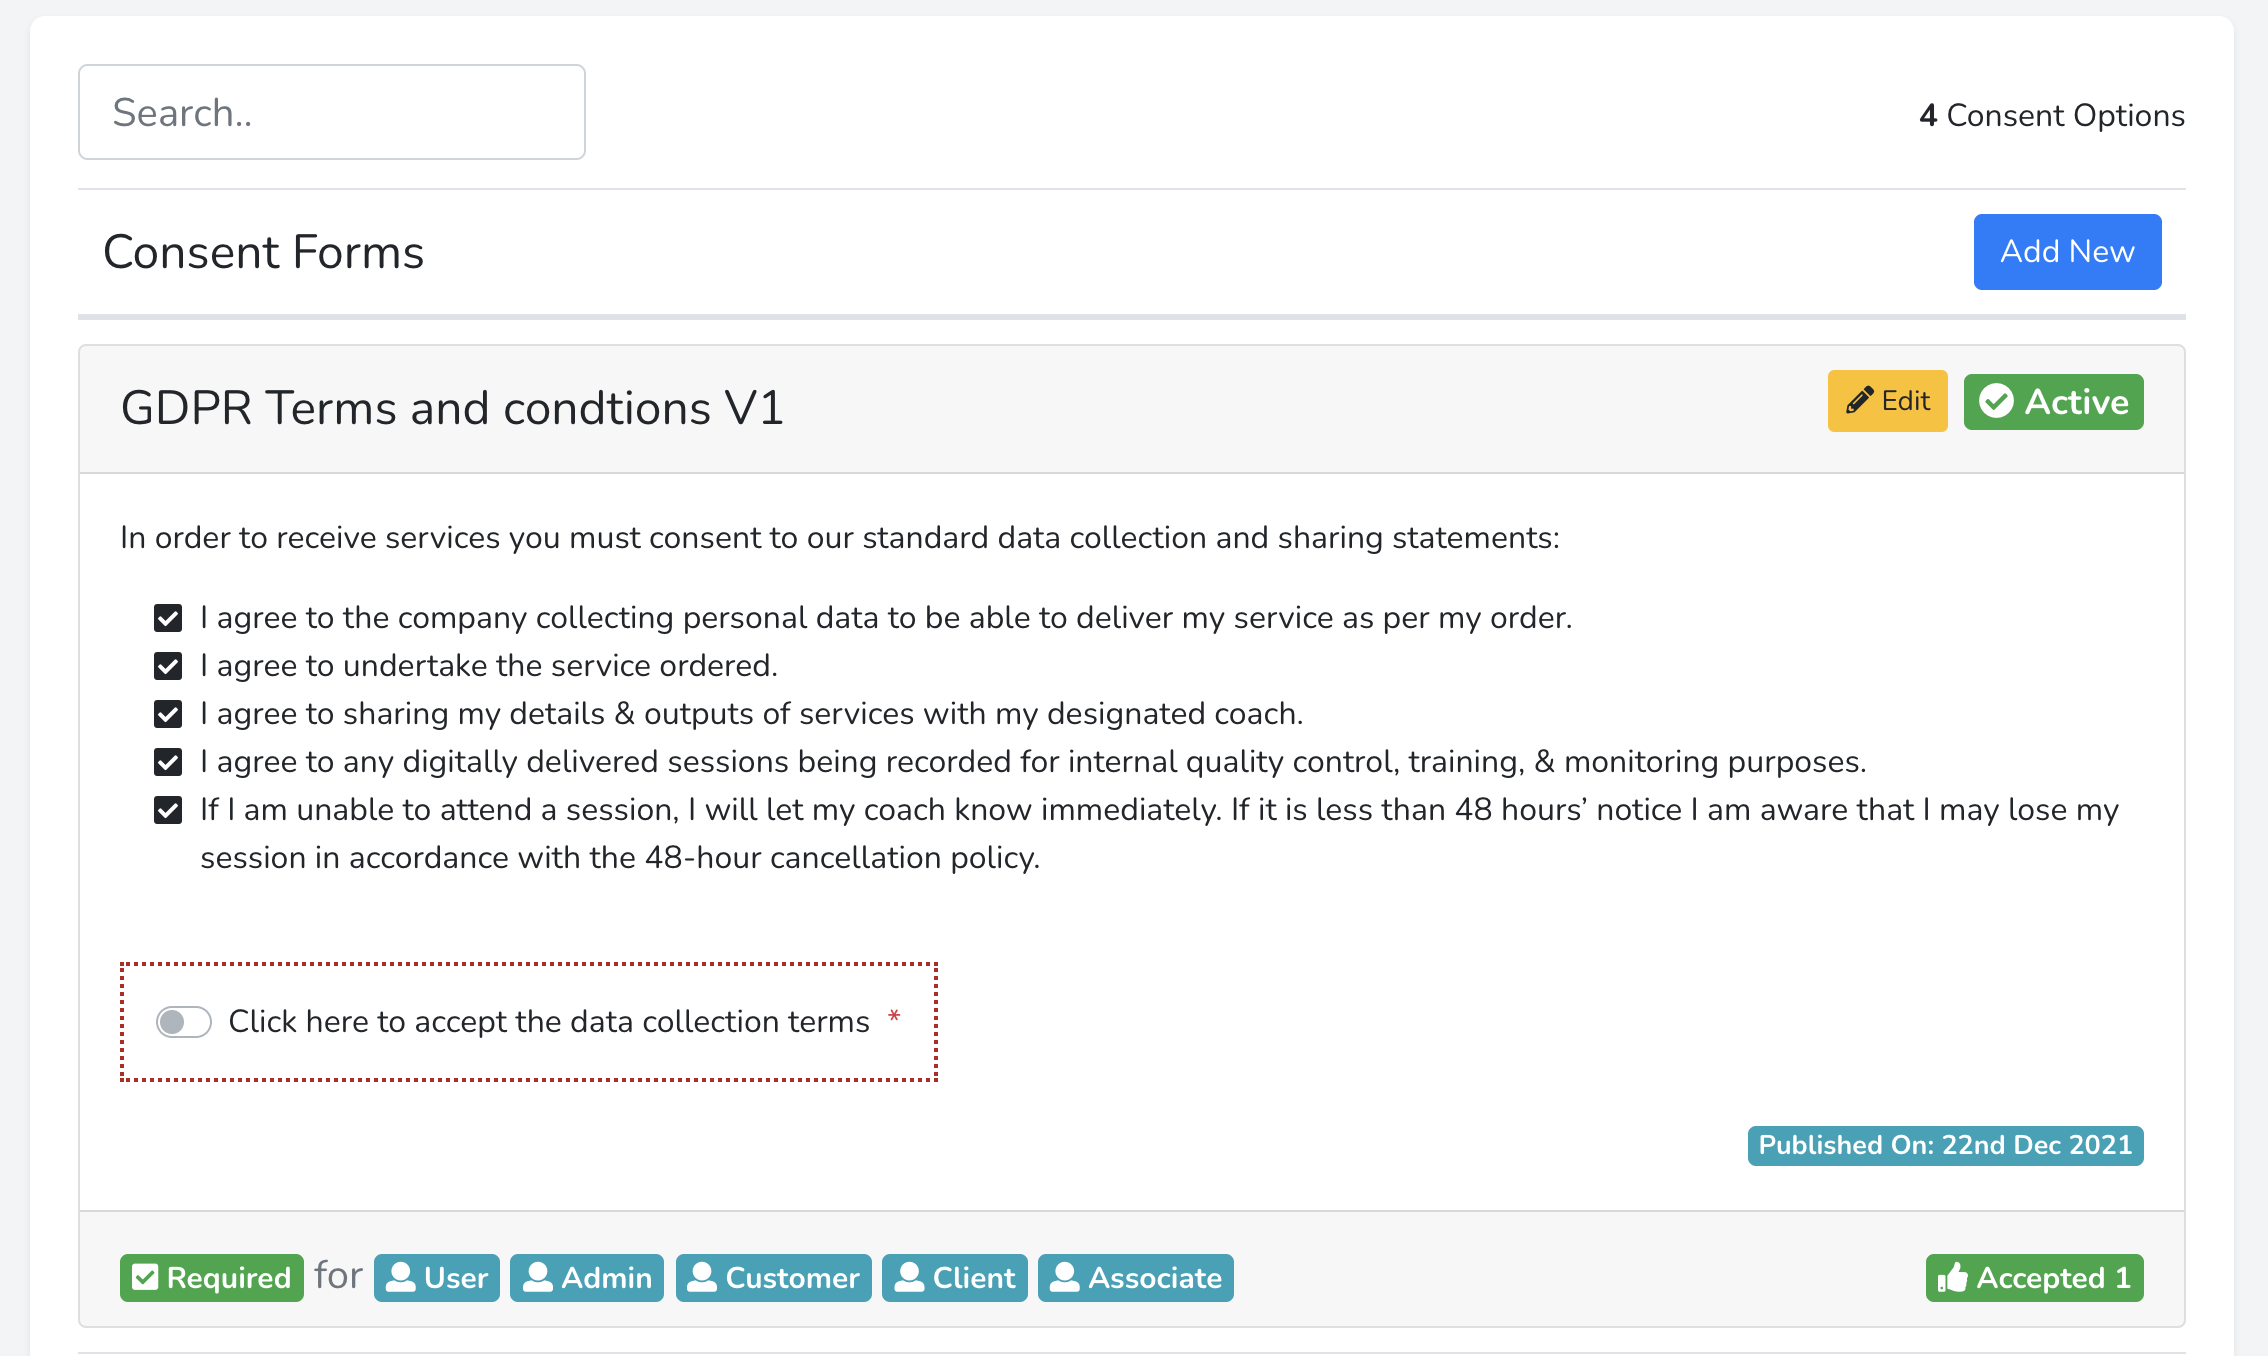 Search..
4 Consent Options
Consent Forms
Add New
GDPR Terms and condtions V1
Edit
Active
In order to receive services you must consent to our standard data collection and sharing statements:
I agree to the company collecting personal data to be able to deliver my service as per my order.
I agree to undertake the service ordered.
I agree to sharing my details & outputs of services with my designated coach.
I agree to any digitally delivered sessions being recorded for internal quality control, training, & monitoring purposes.
If I am unable to attend a session, I will let my coach know immediately. If it is less than 48 hours’ notice I am aware that I may lose my
session in accordance with the 48-hour cancellation policy.
Click here to accept the data collection terms *
Published On: 22nd Dec 2021
Required for User Admin Customer Client Associate
Accepted 1